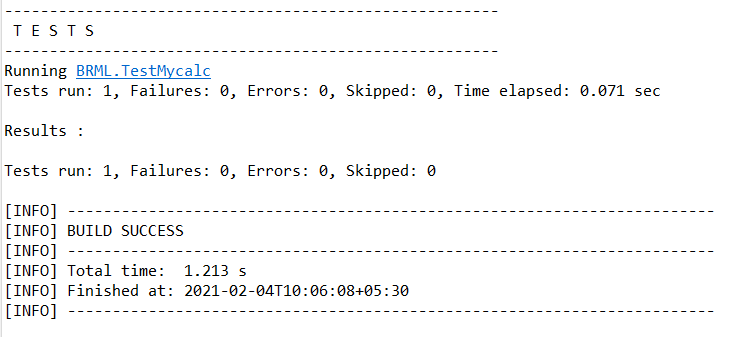 -------------------------------------------------------
 T E S T S
-------------------------------------------------------
Running BRML.TestMycalc
Tests run: 1, Failures: 0, Errors: 0, Skipped: 0, Time elapsed: 0.071 sec

Results :

Tests run: 1, Failures: 0, Errors: 0, Skipped: 0

[INFO] ------------------------------------------------------------------------
[INFO] BUILD SUCCESS
[INFO] ------------------------------------------------------------------------
[INFO] Total time:  1.213 s
[INFO] Finished at: 2021-02-04T10:06:08+05:30
[INFO] ------------------------------------------------------------------------